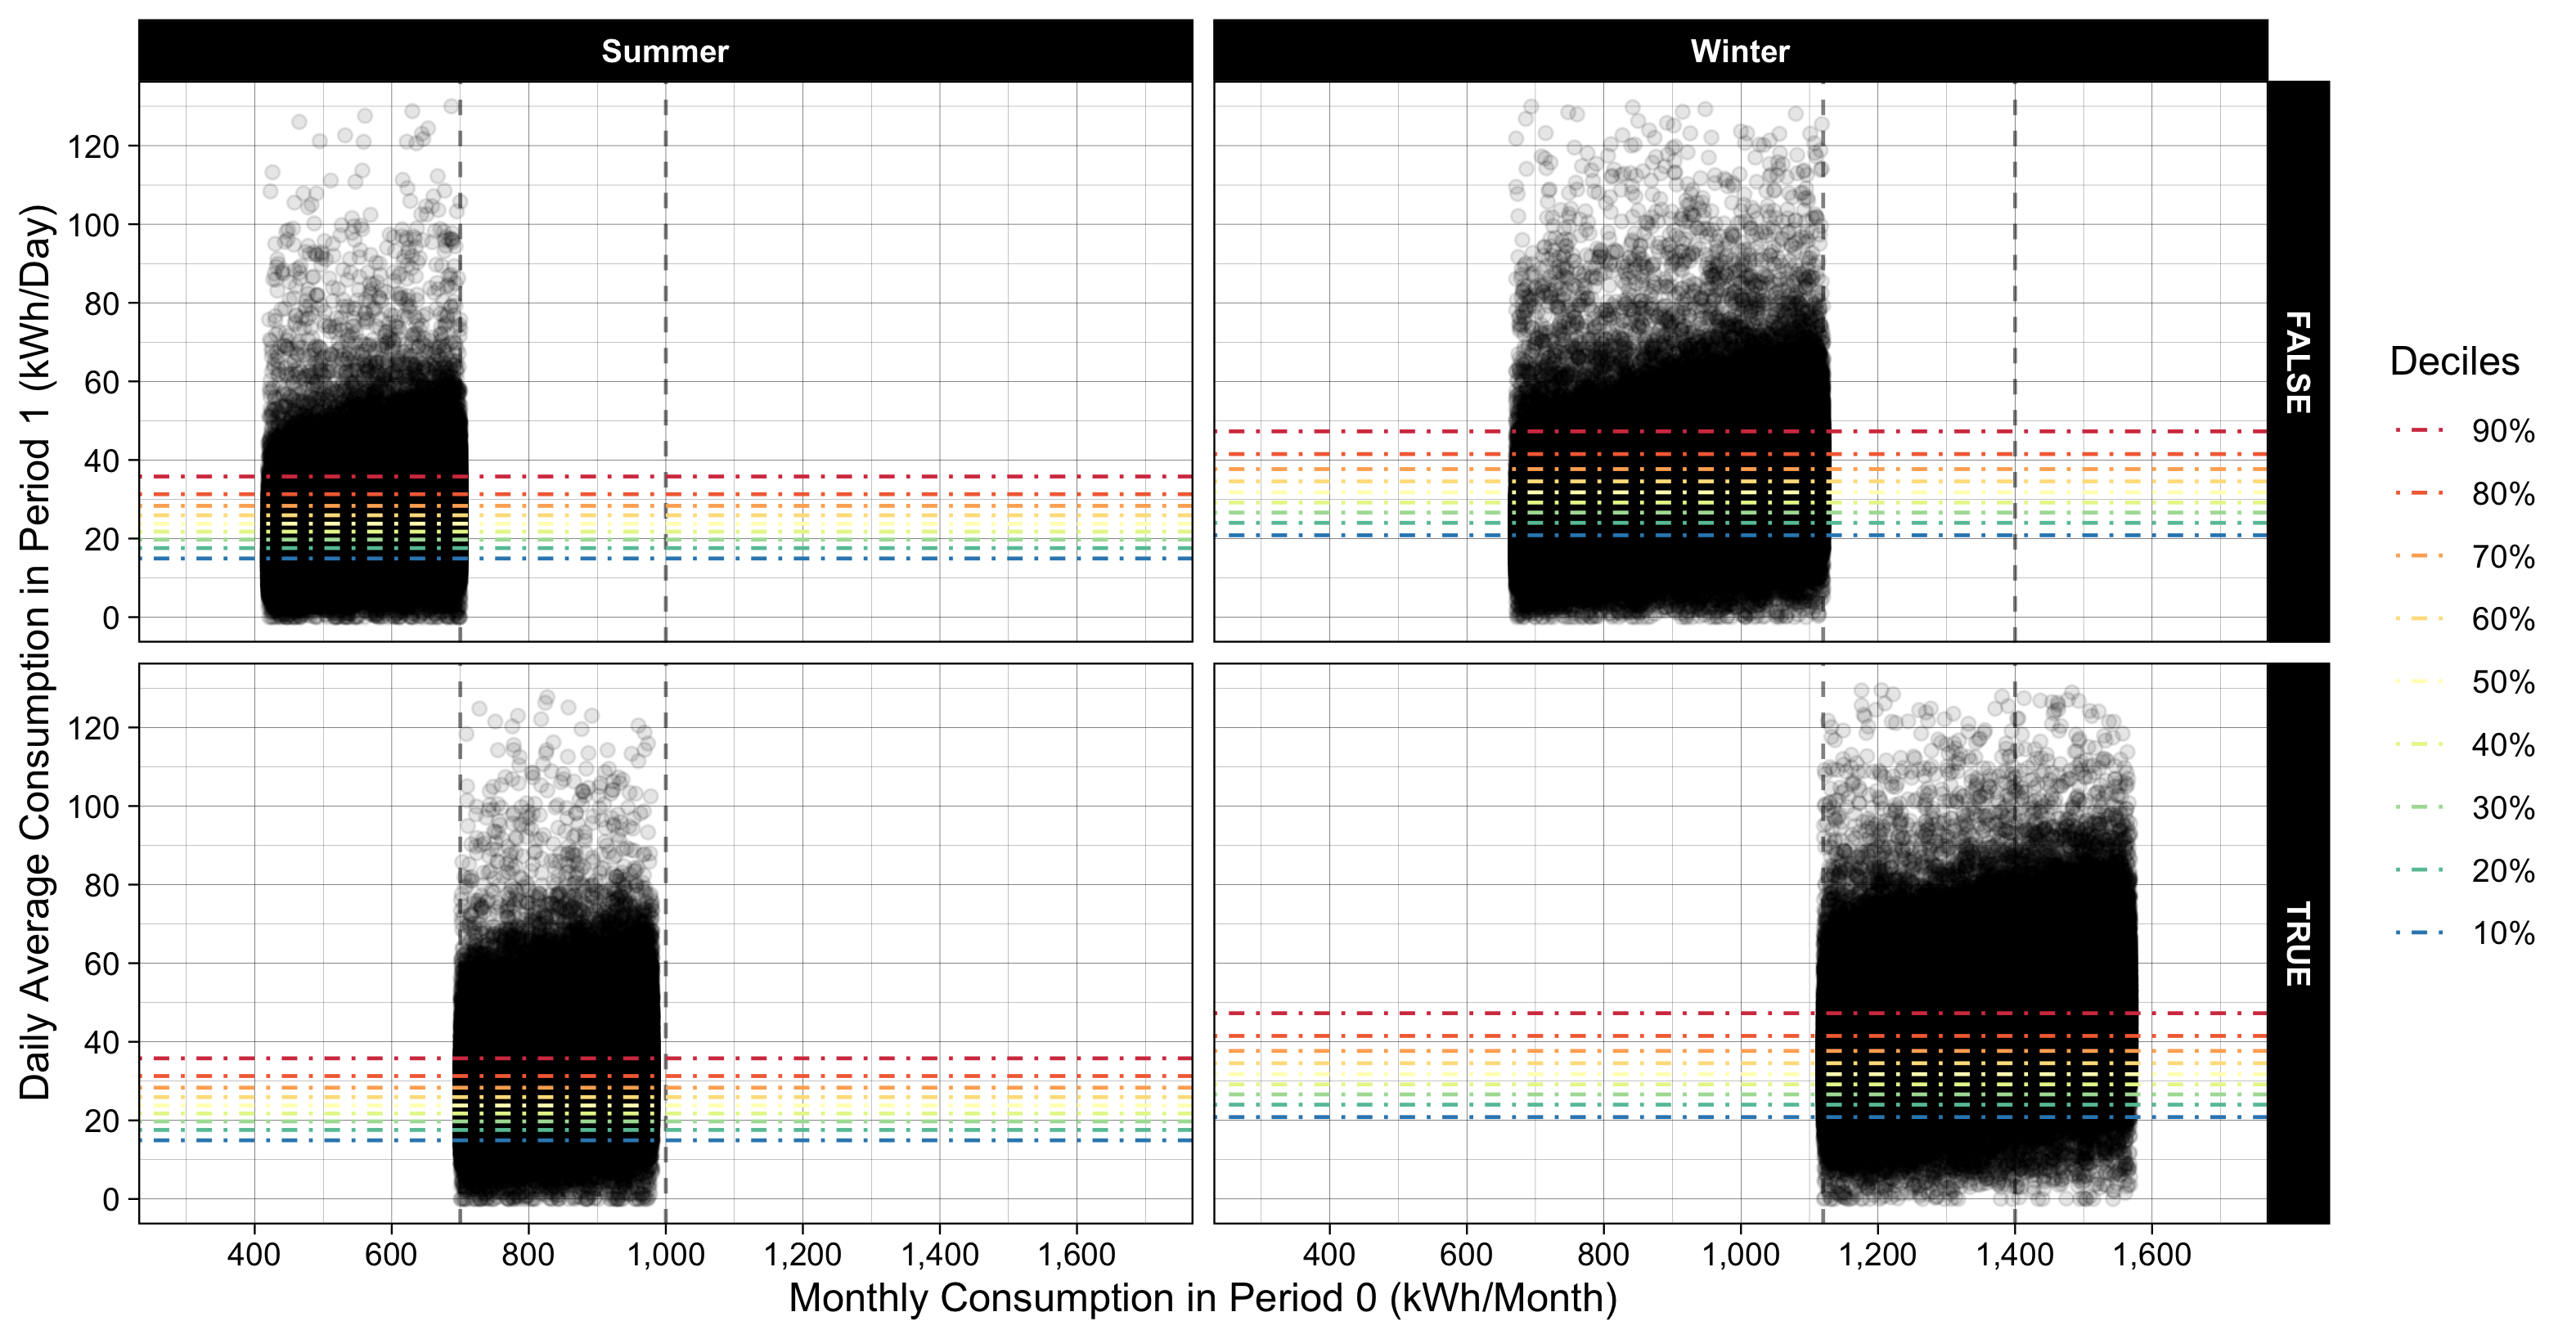 Summer
Winter
Daily Average Consumption in Period 1 (kWh/Day)
120
100
80
60
40
20
0
FALSE
120
100
80
60
40
20
0
TRUE
400 600 800 1,000 1,200 1,400 1,600
400 600 800 1,000 1,200 1,400 1,600
Monthly Consumption in Period 0 (kWh/Month)
Deciles
90%
80%
70%
60%
50%
40%
30%
20%
10%